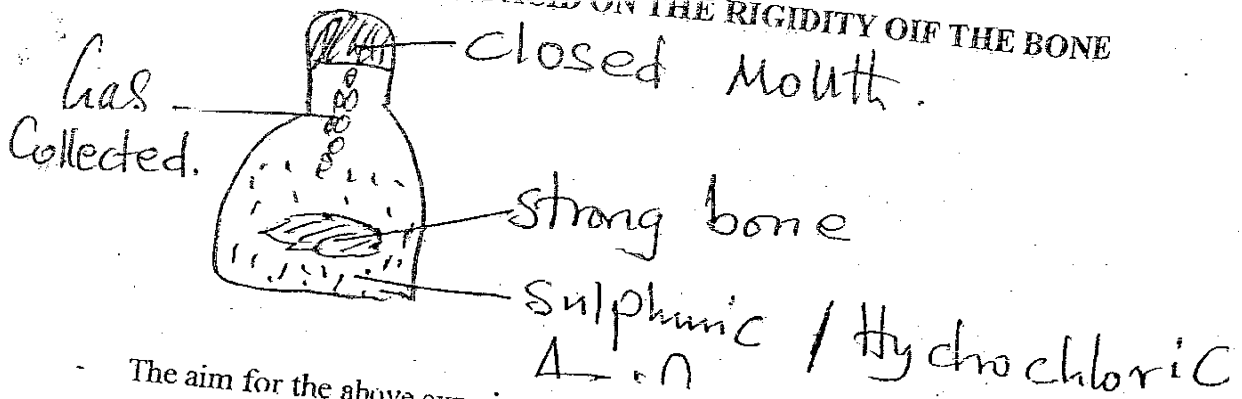 ON THE RIGIDITY OIF THE BONE
Closed Mouth.
Gas
Collected.
strong bone
Sulphuric / Hydrochloric
- The aim for the above